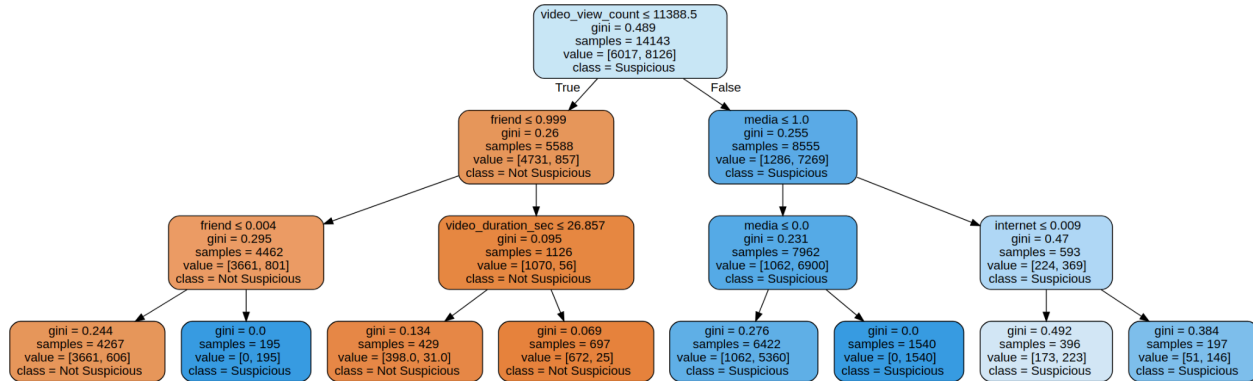 video_view_count ≤ 11388.5
gini = 0.489
samples = 14143
value = [6017, 8126]
class = Suspicious
True
False
friend ≤ 0.999
gini = 0.26
samples = 5588
value = [4731, 857]
class = Not Suspicious
media ≤ 1.0
gini = 0.255
samples = 8555
value = [1286, 7269]
class = Suspicious
friend ≤ 0.004
gini = 0.295
samples = 4462
value = [3661, 801]
class = Not Suspicious
video_duration_sec ≤ 26.857
gini = 0.095
samples = 1126
value = [1070, 56]
class = Not Suspicious
media ≤ 0.0
gini = 0.231
samples = 7962
value = [1062, 6900]
class = Suspicious
internet ≤ 0.009
gini = 0.47
samples = 593
value = [224, 369]
class = Suspicious
gini = 0.244
samples = 4267
value = [3661, 606]
class = Not Suspicious
gini = 0.0
samples = 195
value = [0, 195]
class = Suspicious
gini = 0.134
samples = 429
value = [398.0, 31.0]
class = Not Suspicious
gini = 0.069
samples = 697
value = [672, 25]
class = Not Suspicious
gini = 0.276
samples = 6422
value = [1062, 5360]
class = Suspicious
gini = 0.0
samples = 1540
value = [0, 1540]
class = Suspicious
gini = 0.492
samples = 396
value = [173, 223]
class = Suspicious
gini = 0.384
samples = 197
value = [51, 146]
class = Suspicious